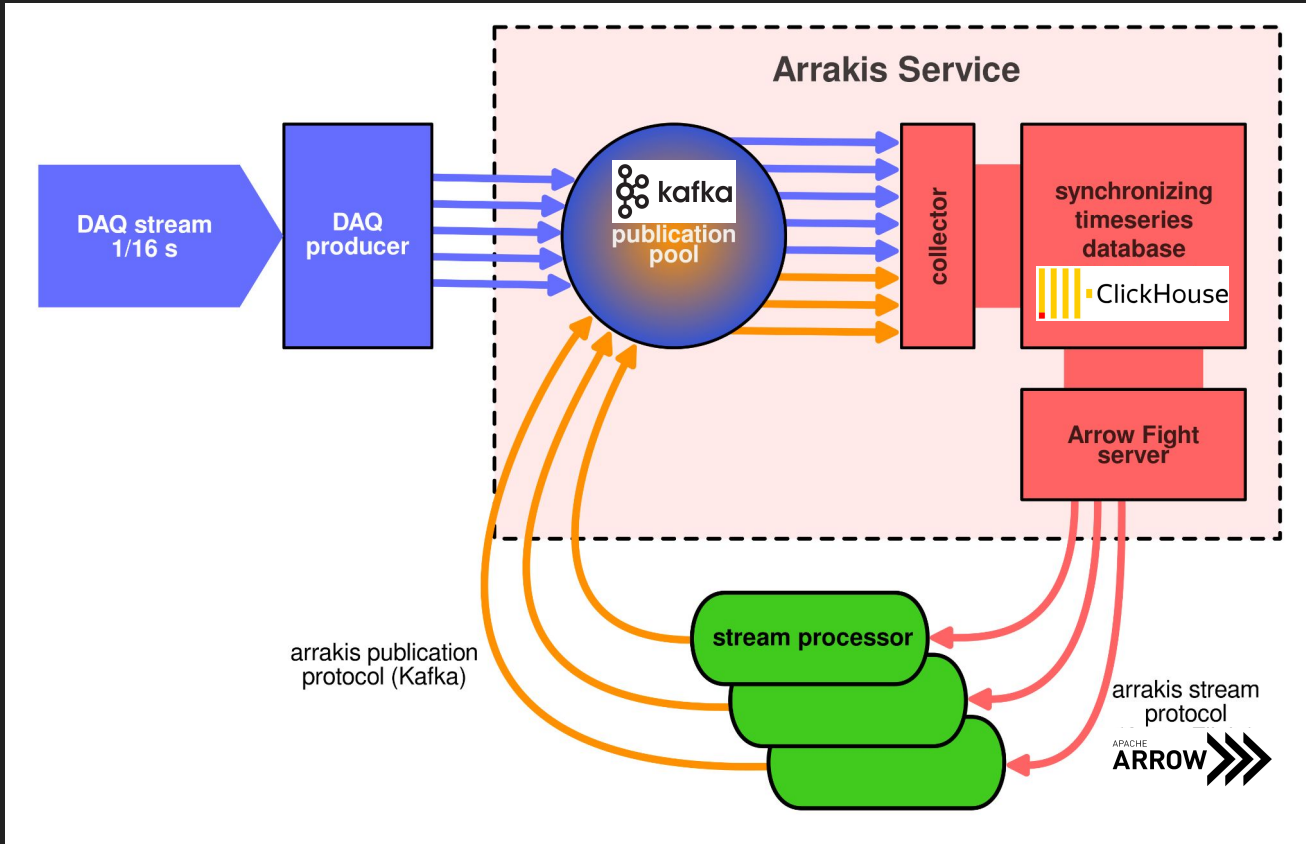 Arrakis Service
DAQ stream
1/16 s
DAQ
producer
kafka
publication
pool
collector
synchronizing
timeseries
database
ClickHouse
Arrow Fight
server
stream processor
arrakis publication
protocol (Kafka)
arrakis stream
protocol
APACHE
ARROW